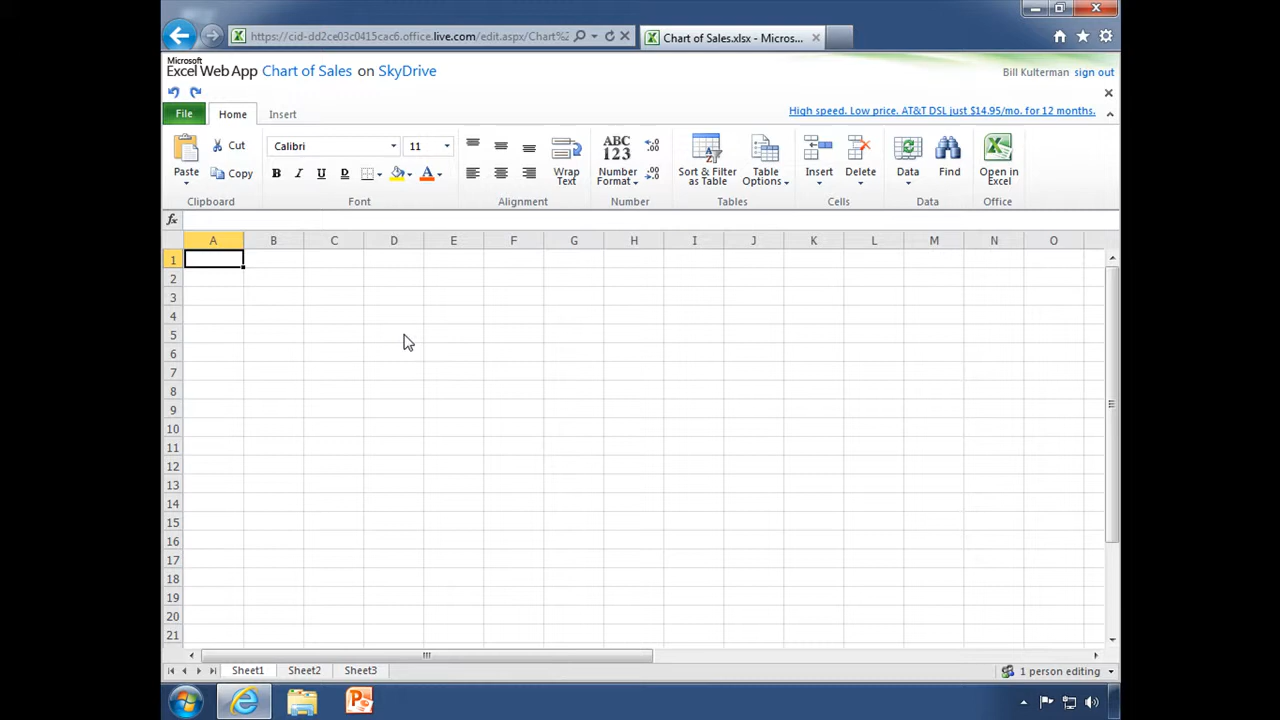 https://cid-dd2ce03c0415cac6.office.live.com/edit.aspx/Chart%2
Chart of Sales.xlsx - Micros...
Microsoft
Excel Web App Chart of Sales on SkyDrive
Bill Kulterman sign out
File Home Insert
High speed. Low price. AT&T DSL just $14.95/mo. for 12 months.
Paste Cut Copy
Calibri 11
B I U D A
Wrap Text
ABC 123 Number Format
.00 .00
Sort & Filter as Table
Table Options
Insert Delete
Data Find
Open in Excel
Clipboard Font Alignment Number Tables Cells Data Office
fx
A B C D E F G H I J K L M N O
1
2
3
4
5
6
7
8
9
10
11
12
13
14
15
16
17
18
19
20
21
Sheet1 Sheet2 Sheet3
1 person editing